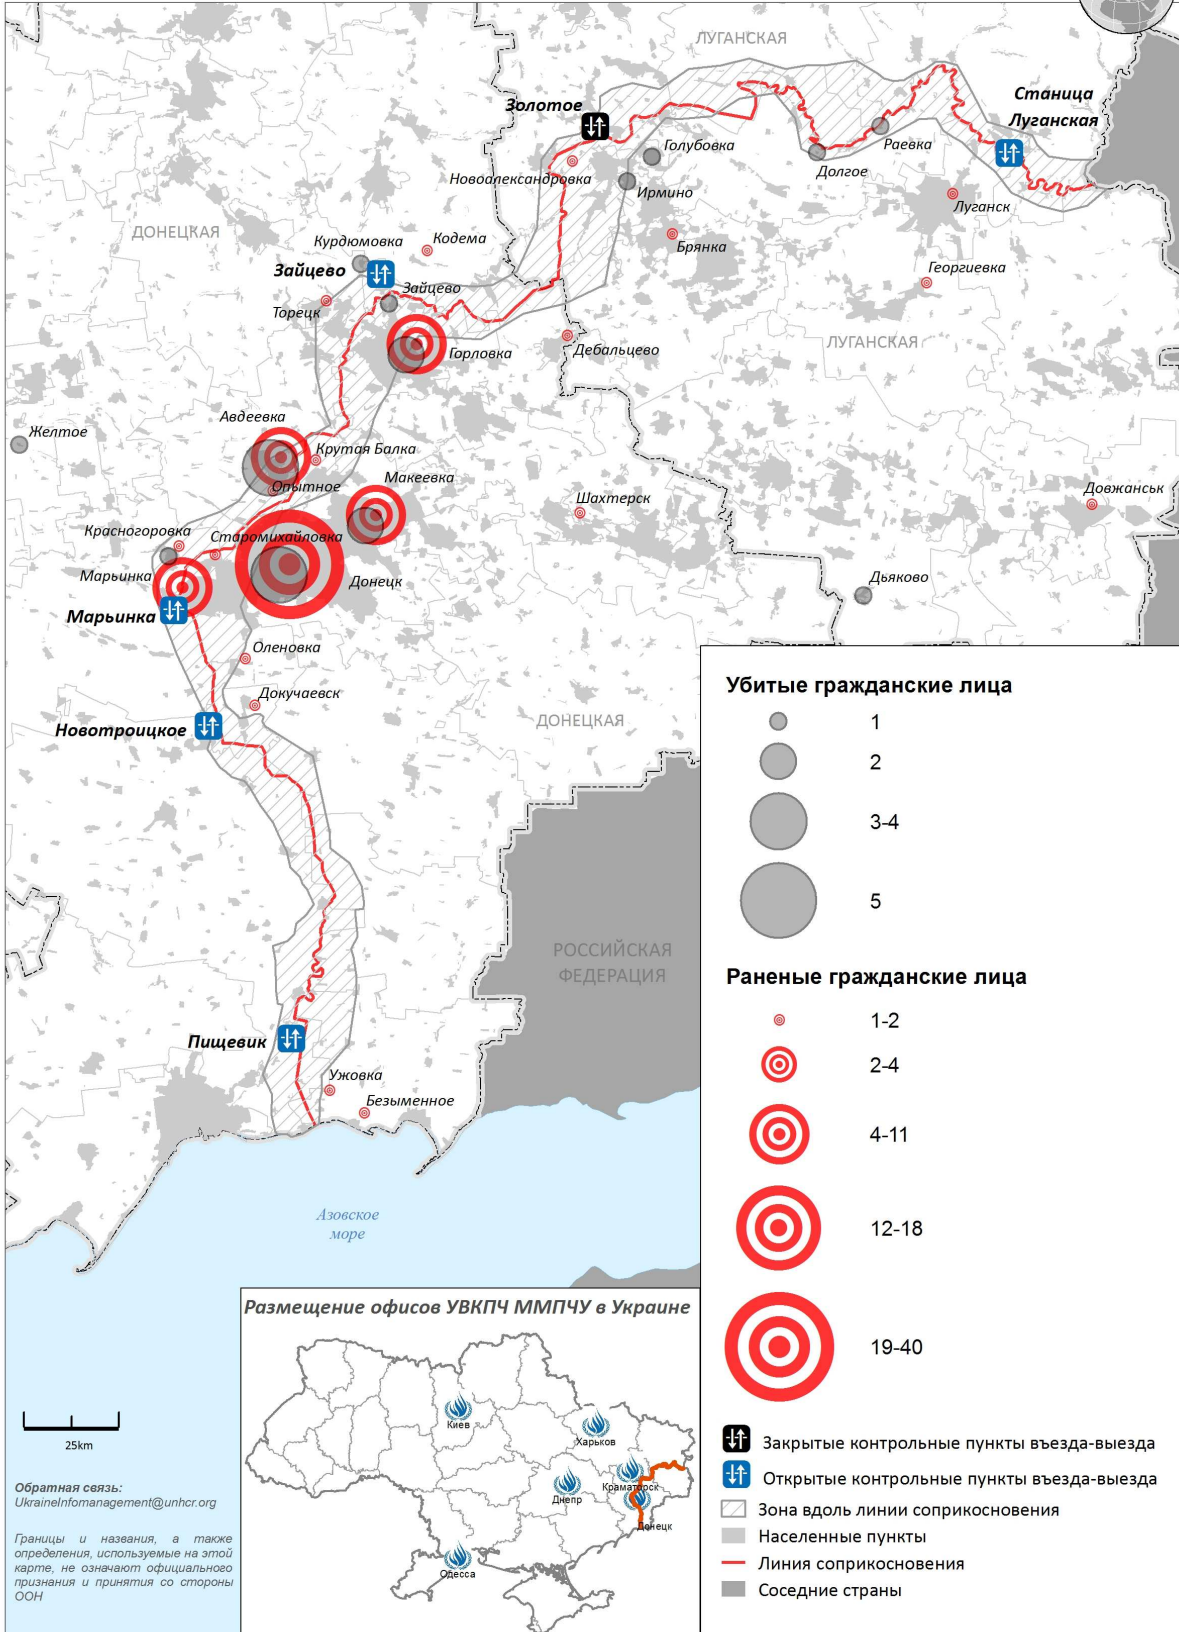 ЛУГАНСКАЯ
Золотое
Станица
Луганская
Голубовка
Раевка
Долгое
Новоалександровка
Ирмино
Луганск
ДОНЕЦКАЯ
Курдюмовка
Кодема
Брянка
Зайцево
Георгиевка
Зайцево
Торецк
Горловка
Дебальцево
ЛУГАНСКАЯ
Авдеевка
Желтое
Крутая Балка
Макеевка
Опытное
Шахтерск
Довжанськ
Красногоровка
Старомихайловка
Марьинка
Донецк
Дьяково
Марьинка
Оленовка
Докучаевск
Новотроицкое
ДОНЕЦКАЯ
РОССИЙСКАЯ
ФЕДЕРАЦИЯ
Пищевик
Ужовка
Безыменное
Азовское
море
Убитые гражданские лица
1
2
3-4
5
Раненые гражданские лица
1-2
2-4
4-11
12-18
19-40
Закрытые контрольные пункты въезда-выезда
Открытые контрольные пункты въезда-выезда
Зона вдоль линии соприкосновения
Населенные пункты
Линия соприкосновения
Соседние страны
Размещение офисов УВКПЧ ММПЧУ в Украине
Киев
Харьков
Днепр
Краматорск
Донецк
Одесса
25km
Обратная связь:
UkraineInfomanagement@unhcr.org
Границы и названия, а также
определения, используемые на этой
карте, не означают официального
признания и принятия со стороны
ООН